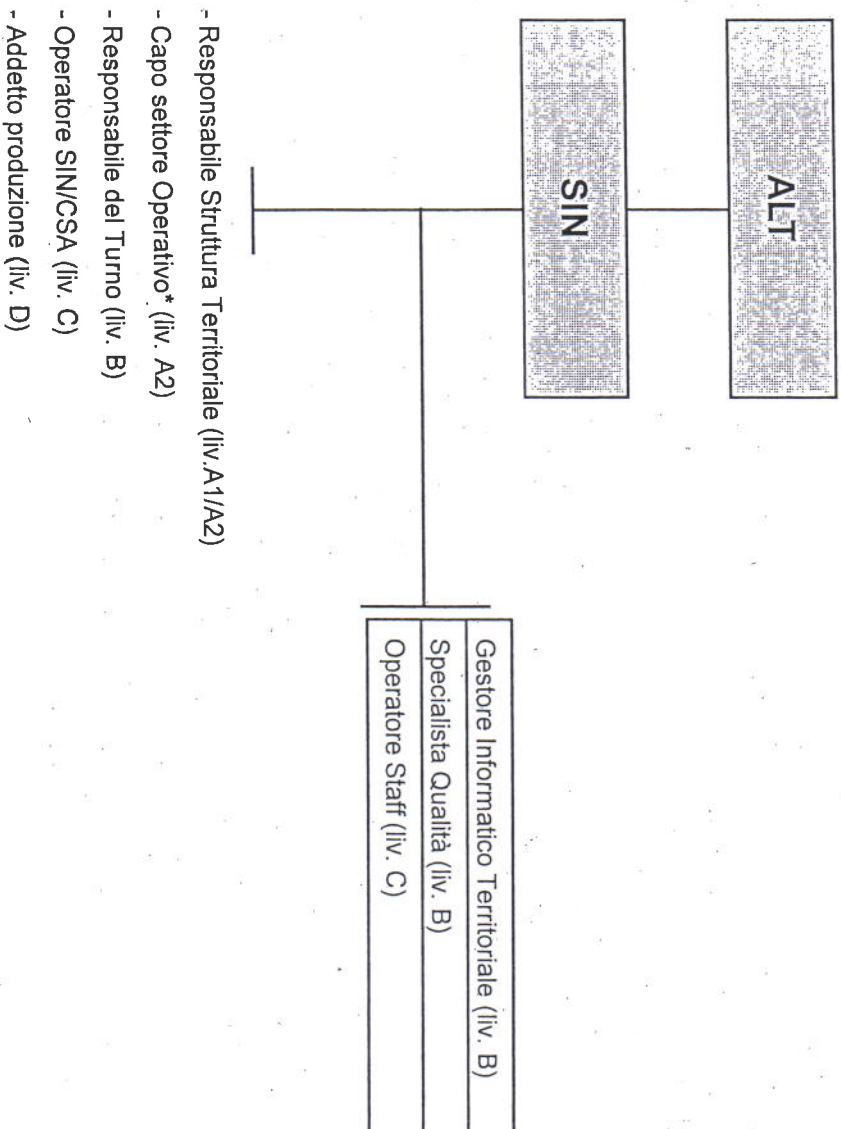 ALT
SIN
Gestore Informatico Territoriale (liv. B)
Specialista Qualità (liv. B)
Operatore Staff (liv. C)
- Responsabile Struttura Territoriale (liv.A1/A2)
- Capo settore Operativo* (liv. A2)
- Responsabile del Turno (liv. B)
- Operatore SIN/CSA (liv. C)
- Addetto produzione (liv. D)